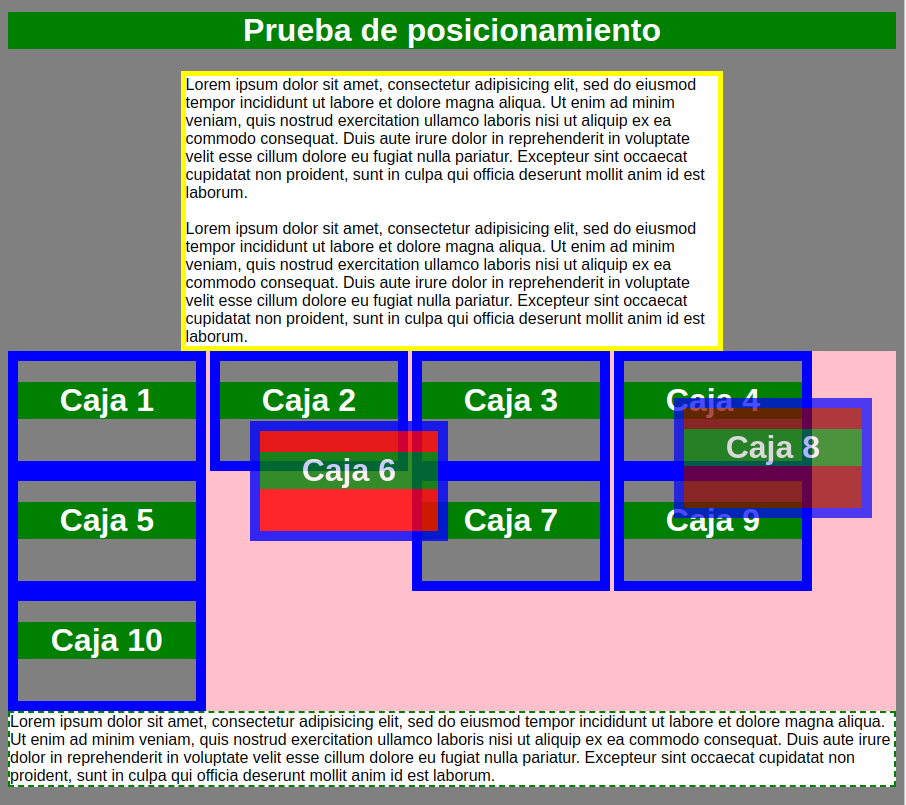 Prueba de posicionamiento
Lorem ipsum dolor sit amet, consectetur adipisicing elit, sed do eiusmod
tempor incididunt ut labore et dolore magna aliqua. Ut enim ad minim
veniam, quis nostrud exercitation ullamco laboris nisi ut aliquip ex ea
commodo consequat. Duis aute irure dolor in reprehenderit in voluptate
velit esse cillum dolore eu fugiat nulla pariatur. Excepteur sint occaecat
cupidatat non proident, sunt in culpa qui officia deserunt mollit anim id est
laborum.
Lorem ipsum dolor sit amet, consectetur adipisicing elit, sed do eiusmod
tempor incididunt ut labore et dolore magna aliqua. Ut enim ad minim
veniam, quis nostrud exercitation ullamco laboris nisi ut aliquip ex ea
commodo consequat. Duis aute irure dolor in reprehenderit in voluptate
velit esse cillum dolore eu fugiat nulla pariatur. Excepteur sint occaecat
cupidatat non proident, sunt in culpa qui officia deserunt mollit anim id est
laborum.
Caja 1
Caja 2
Caja 3
Caja 4
Caja 8
Caja 6
Caja 5
Caja 7
Caja 9
Caja 10
Lorem ipsum dolor sit amet, consectetur adipisicing elit, sed do eiusmod tempor incididunt ut labore et dolore magna aliqua.
Ut enim ad minim veniam, quis nostrud exercitation ullamco laboris nisi ut aliquip ex ea commodo consequat. Duis aute irure
dolor in reprehenderit in voluptate velit esse cillum dolore eu fugiat nulla pariatur. Excepteur sint occaecat cupidatat non
proident, sunt in culpa qui officia deserunt mollit anim id est laborum.